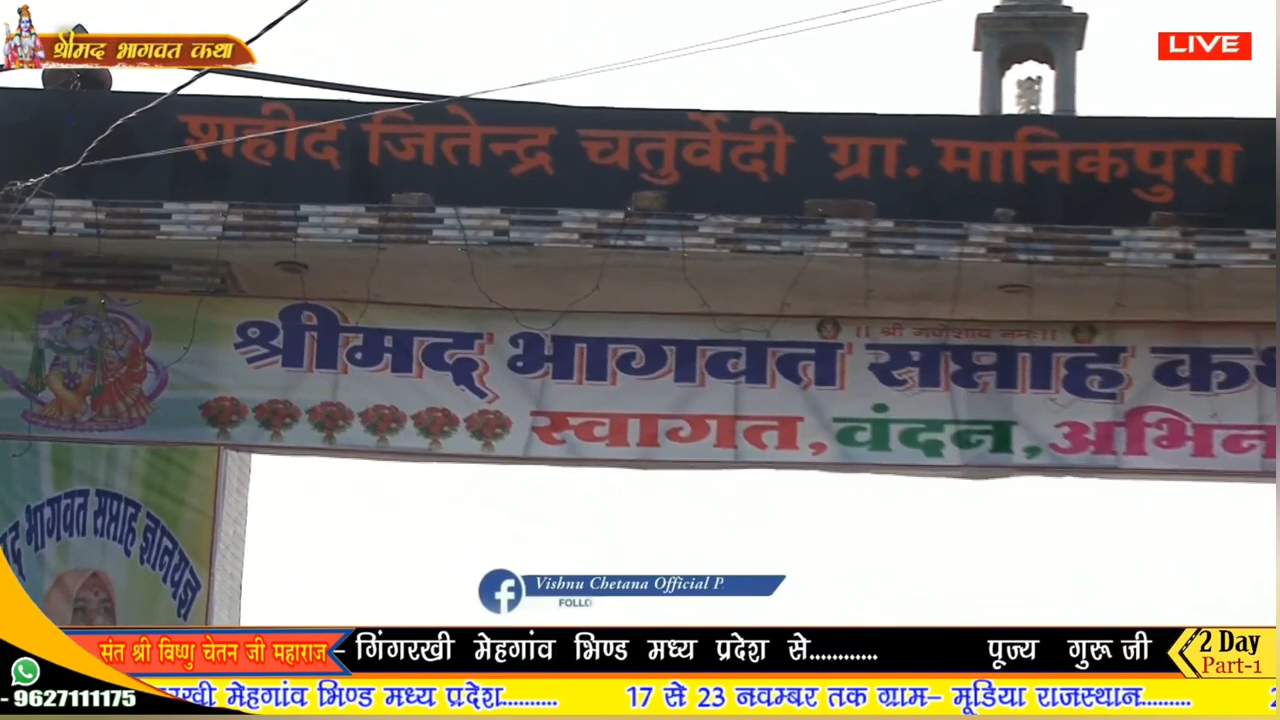 श्रीमद भागवत कथा
LIVE
शहीद जितेन्द्र चतुर्वेदी ग्रा. मानिकपुरा
।। श्री गणेशाय नमः ।।
श्रीमद् भागवत सप्ताह
स्वागत, वंदन,
भागवत सप्ताह ज्ञानयज्ञ
Vishnu Chetana Official P
FOLLO
संत श्री विष्णु चेतन जी महाराज – गिंगरखी मेहगांव भिण्ड मध्य प्रदेश से............ पूज्य गुरू जी
2 Day
Part-1
- 9627111175
मेहगांव भिण्ड मध्य प्रदेश.......... 17 से 23 नवम्बर तक ग्राम– मूडिया राजस्थान.........